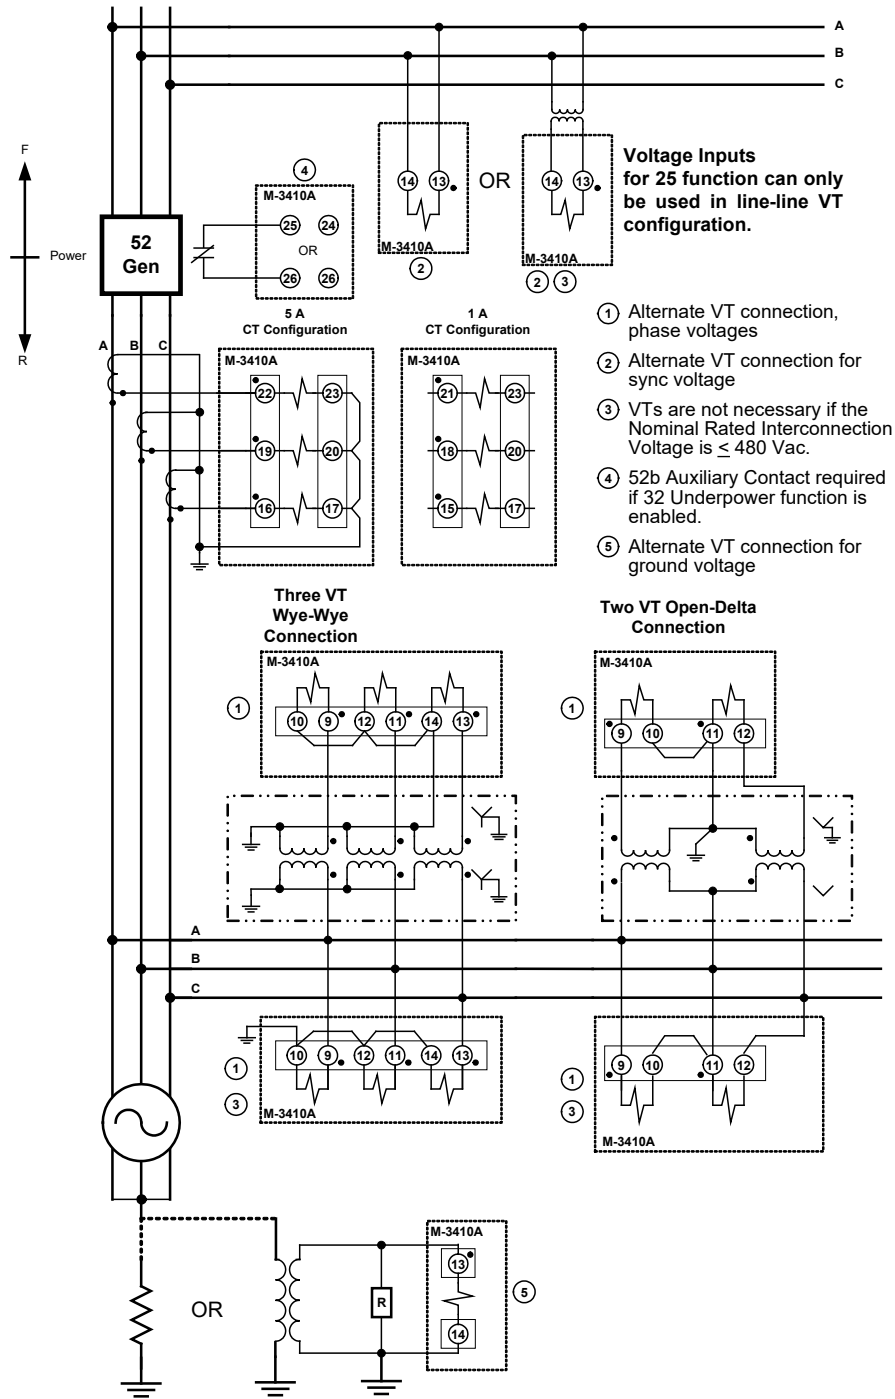 A
B
C
F
Power
R
52
Gen
4
M-3410A
25 24
OR
26 26
14 13
M-3410A
2
OR
14 13
M-3410A
2 3
Voltage Inputs
for 25 function can only
be used in line-line VT
configuration.
A B C
5 A
CT Configuration
M-3410A
22 23
19 20
16 17
1 A
CT Configuration
M-3410A
21 23
18 20
15 17
1 Alternate VT connection,
phase voltages
2 Alternate VT connection for
sync voltage
3 VTs are not necessary if the
Nominal Rated Interconnection
Voltage is ≤ 480 Vac.
4 52b Auxiliary Contact required
if 32 Underpower function is
enabled.
5 Alternate VT connection for
ground voltage
Three VT
Wye-Wye
Connection
M-3410A
1
10 9 12 11 14 13
Two VT Open-Delta
Connection
M-3410A
1
9 10 11 12
A
B
C
10 9 12 11 14 13
1
3
M-3410A
9 10 11 12
1
3
M-3410A
OR
R
M-3410A
13
14
5